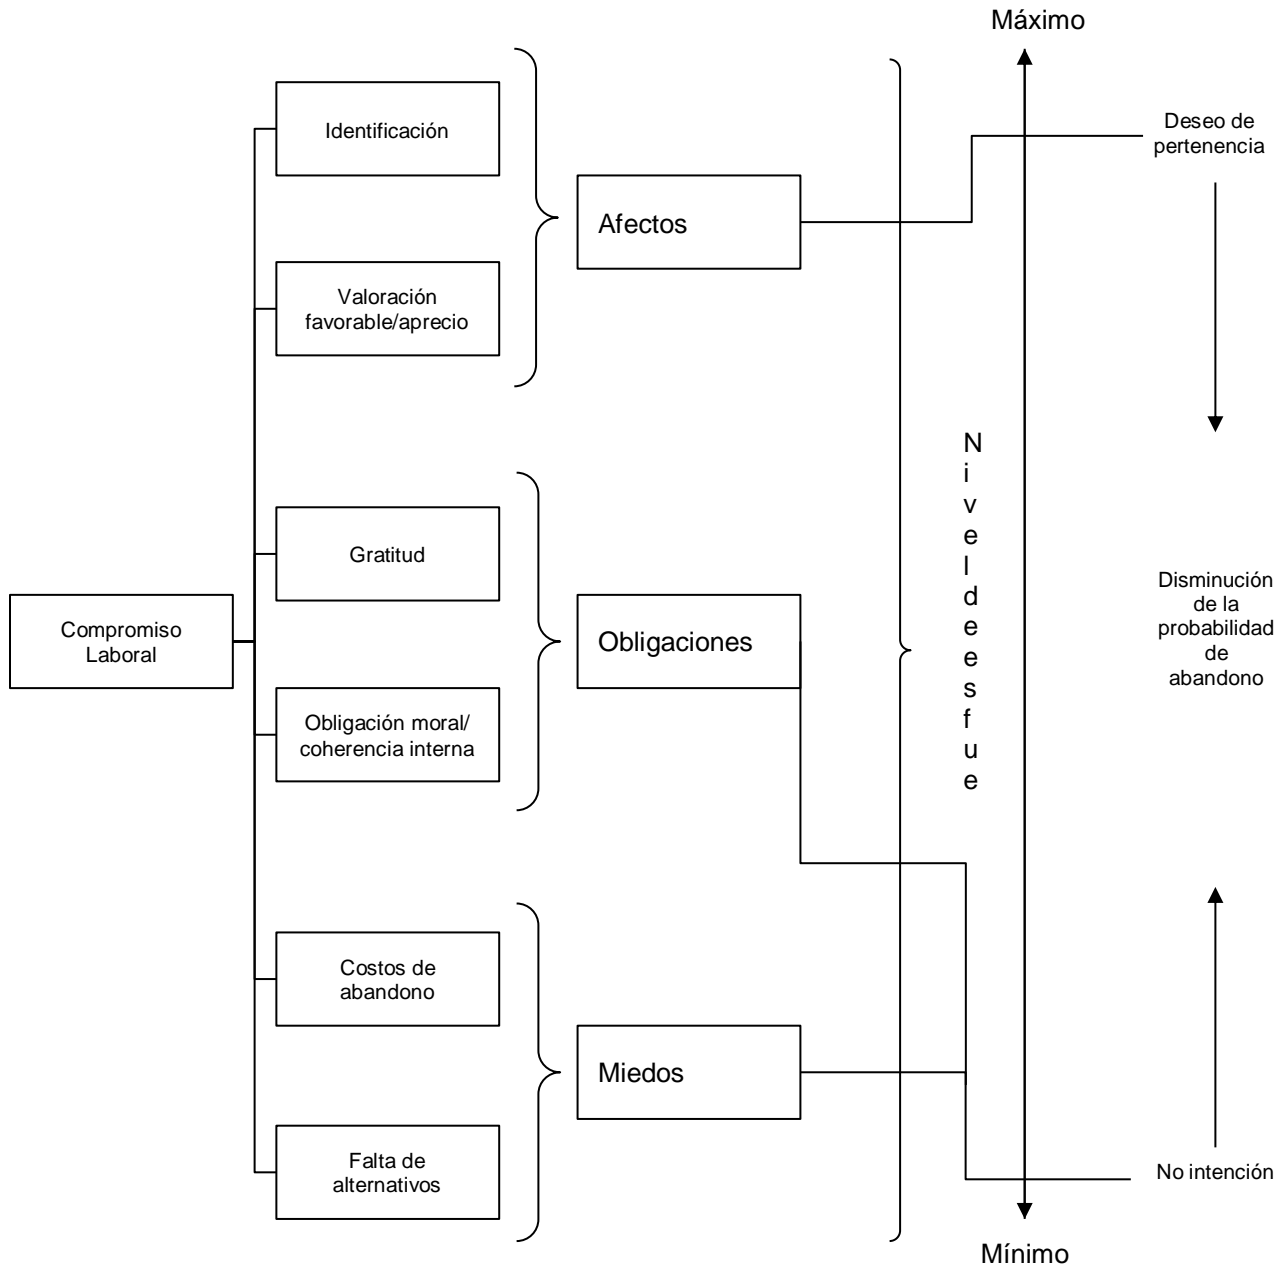 Máximo
Identificación
Deseo de
pertenencia
Afectos
Valoración
favorable/aprecio
N
i
v
e
l
d
e
e
s
f
u
e
Gratitud
Compromiso
Laboral
Obligaciones
Disminución
de la
probabilidad
de
abandono
Obligación moral/
coherencia interna
Costos de
abandono
Miedos
Falta de
alternativos
No intención
Mínimo